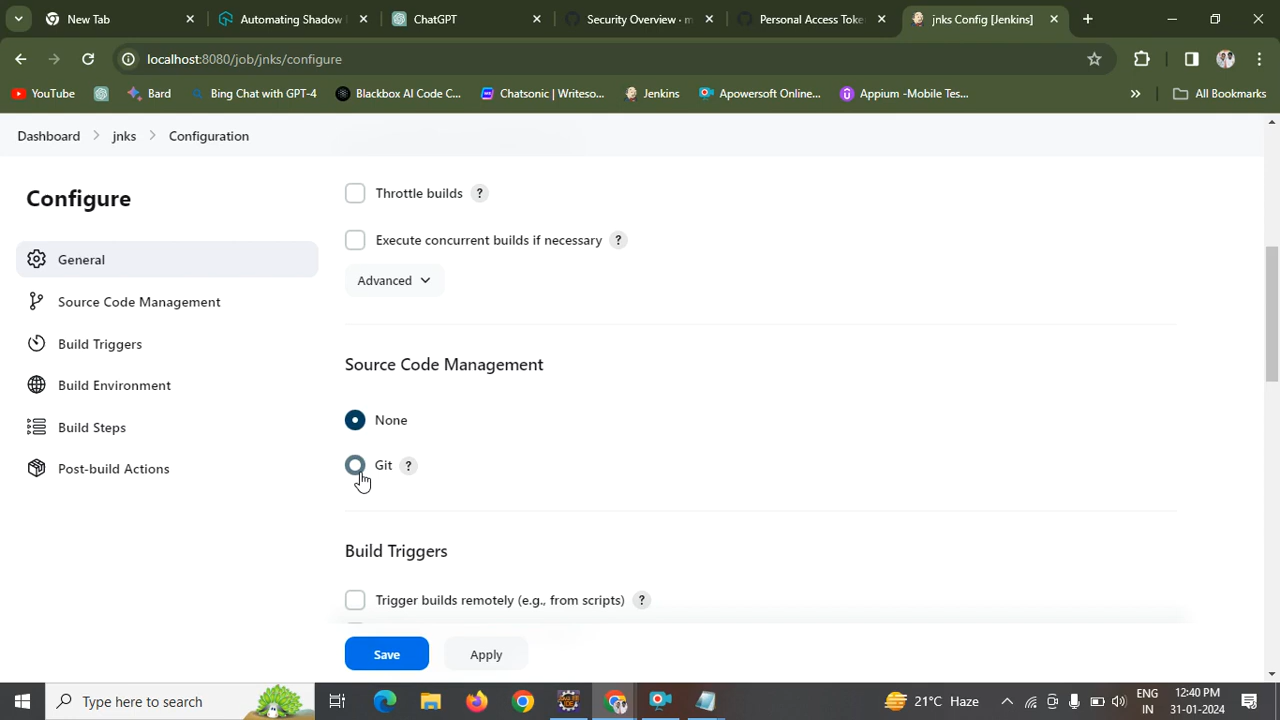 New Tab
Automating Shadow
ChatGPT
Security Overview · m
Personal Access Toke
jnks Config [Jenkins]
localhost:8080/job/jnks/configure
YouTube
Bard
Bing Chat with GPT-4
Blackbox AI Code C...
Chatsonic | Writeso...
Jenkins
Apowersoft Online...
Appium -Mobile Tes...
»
All Bookmarks
Dashboard > jnks > Configuration
Configure
General
Source Code Management
Build Triggers
Build Environment
Build Steps
Post-build Actions
Throttle builds ?
Execute concurrent builds if necessary ?
Advanced
Source Code Management
None
Git ?
Build Triggers
Trigger builds remotely (e.g., from scripts) ?
Save
Apply
Type here to search
21°C Haze
ENG
IN
12:40 PM
31-01-2024